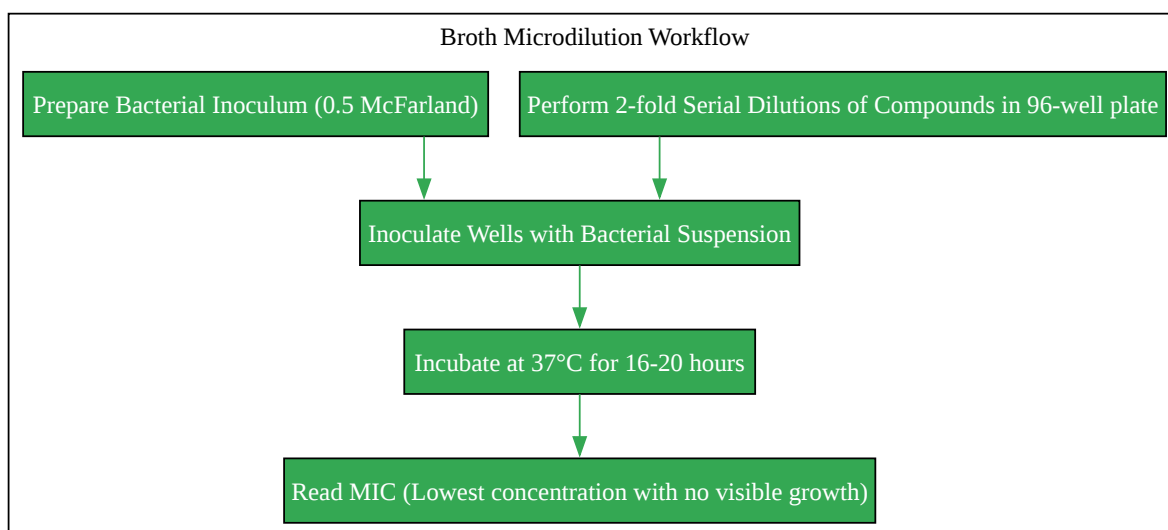 Broth Microdilution Workflow
Prepare Bacterial Inoculum (0.5 McFarland)
Perform 2-fold Serial Dilutions of Compounds in 96-well plate
Inoculate Wells with Bacterial Suspension
Incubate at 37°C for 16-20 hours
Read MIC (Lowest concentration with no visible growth)